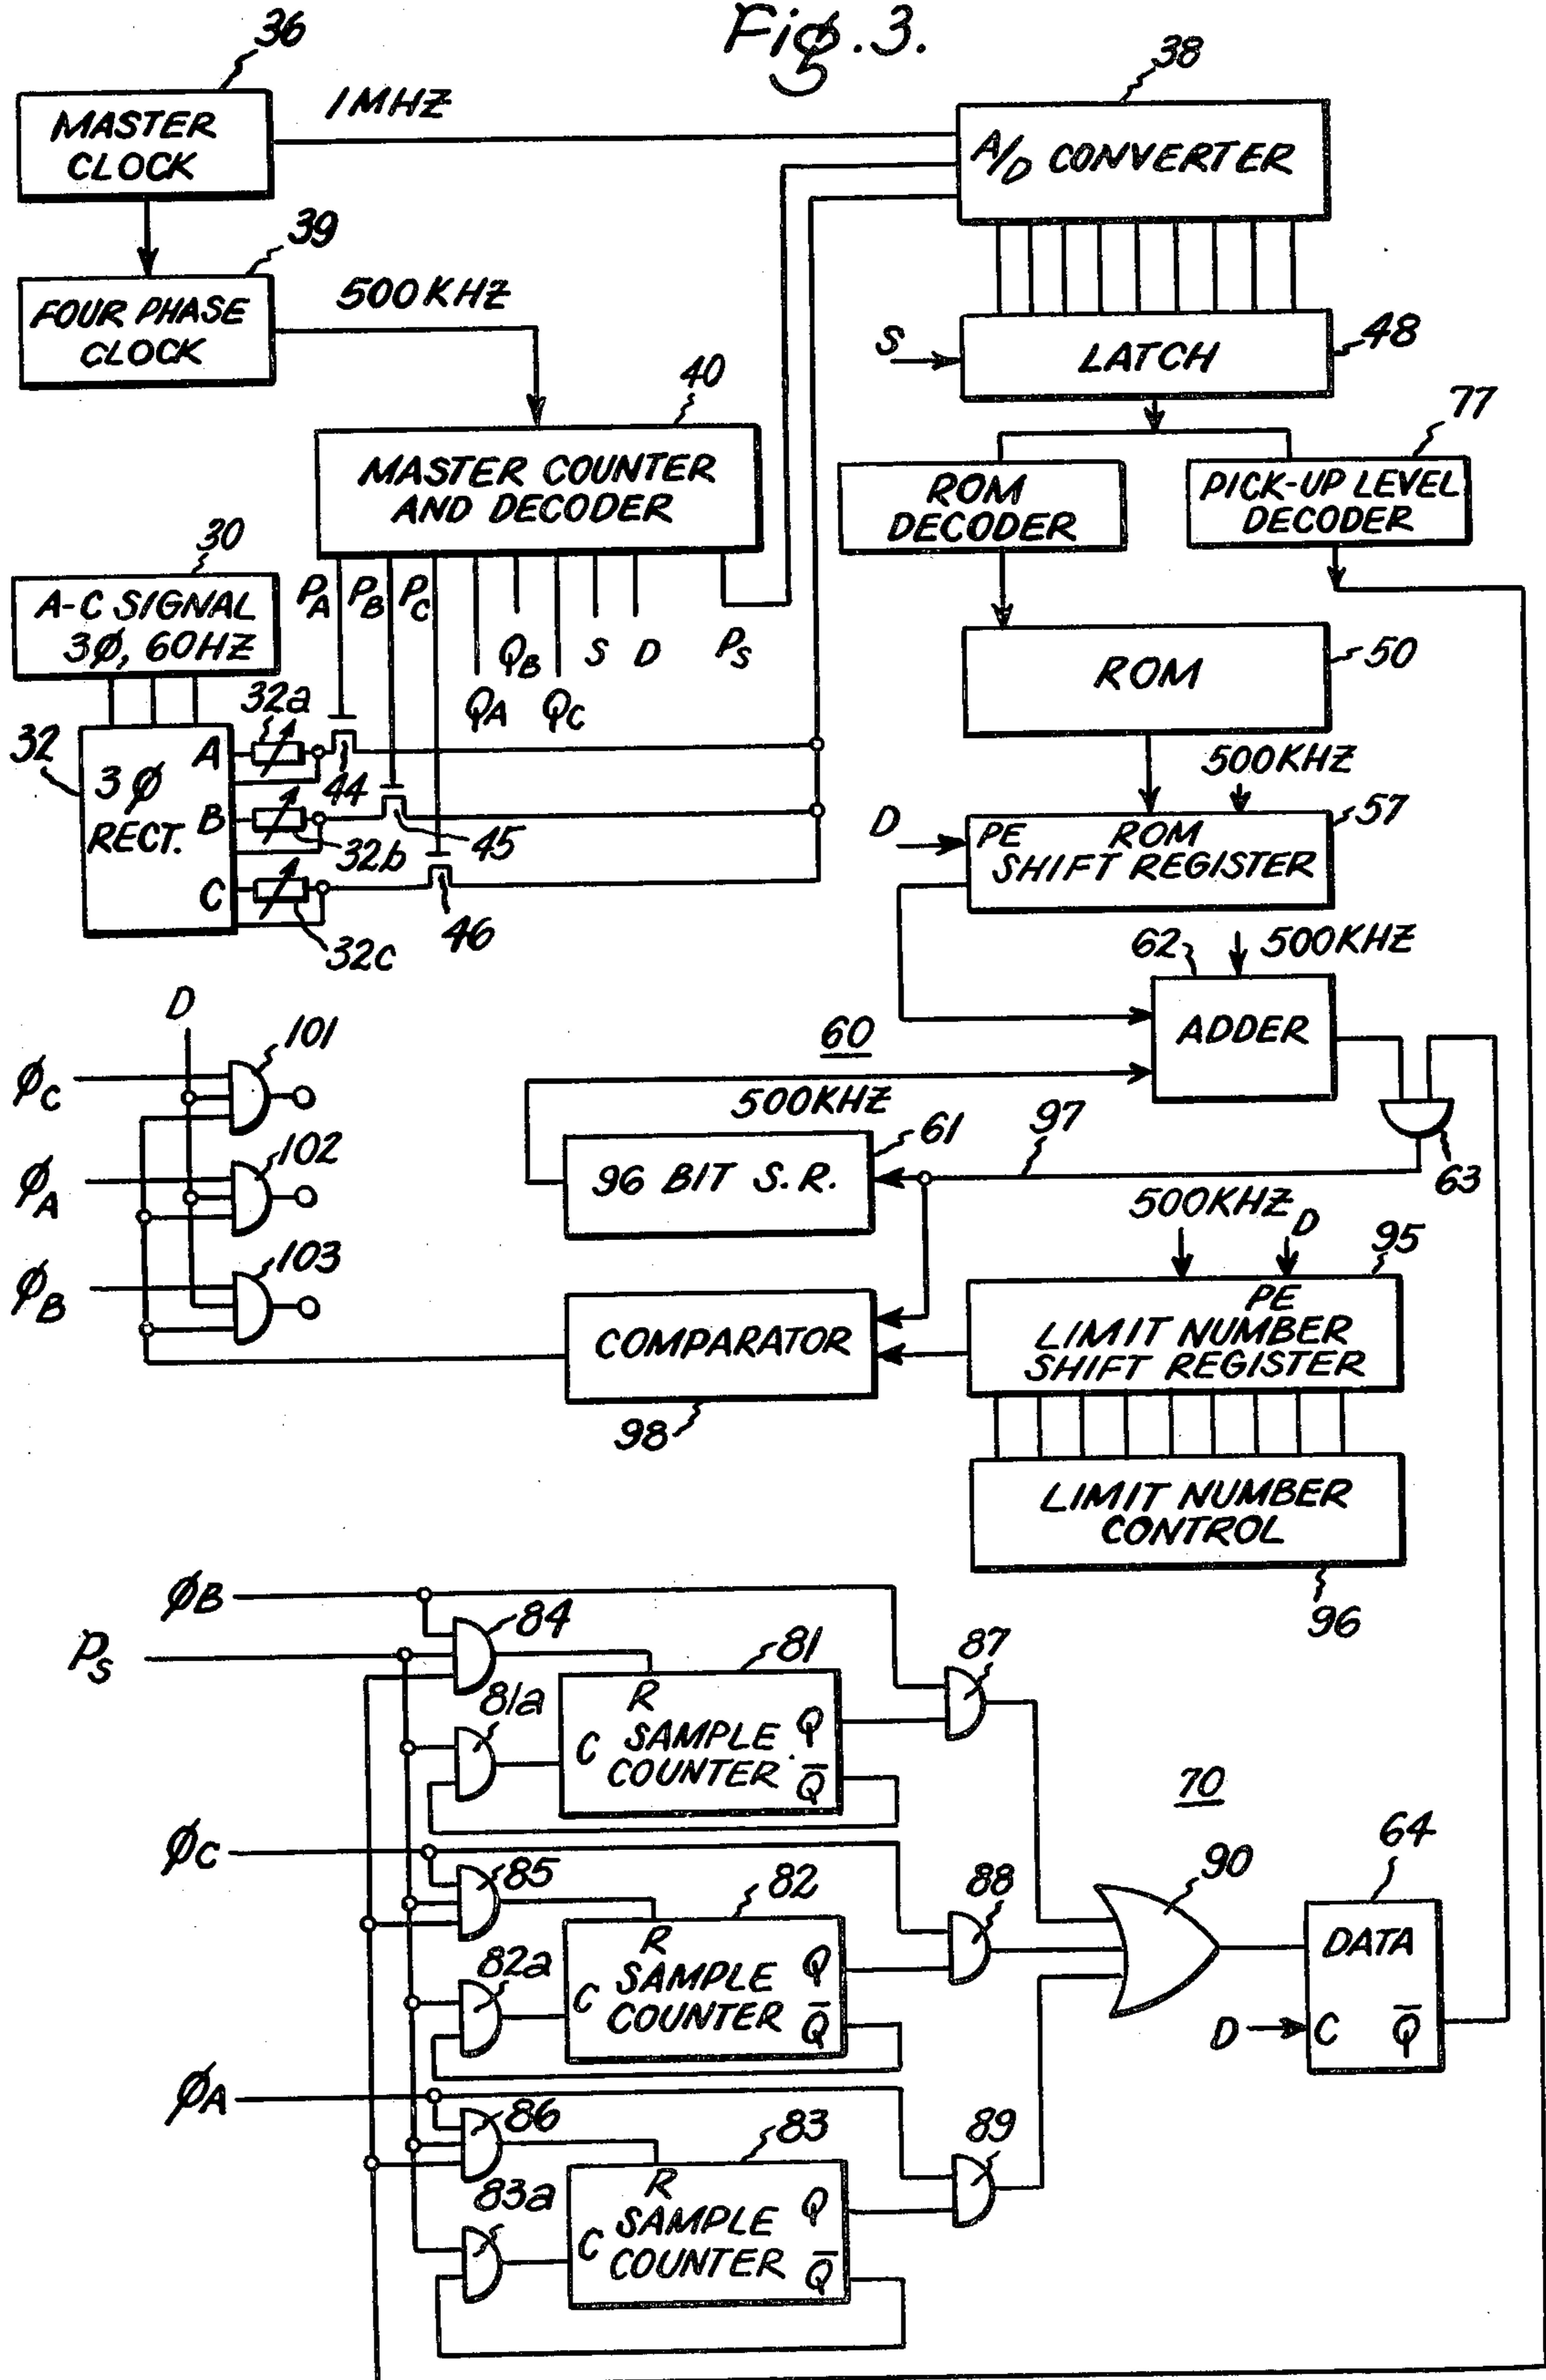 Fig. 3.
36
MASTER
CLOCK
1MHZ
38
A/D CONVERTER
39
FOUR PHASE
CLOCK
500KHZ
S
LATCH
48
40
MASTER COUNTER
AND DECODER
77
ROM
DECODER
PICK-UP LEVEL
DECODER
30
A-C SIGNAL
3Ø, 60HZ
PA
PB
PC
QA
QB
QC
S
D
PS
ROM
50
32
3Ø
RECT.
A
B
C
32a
32b
32c
44
45
46
500KHZ
D
PE
ROM
SHIFT REGISTER
57
62
500KHZ
ADDER
60
63
D
ØC
101
ØA
102
ØB
103
500KHZ
61
96 BIT S.R.
97
500KHZ
D
95
PE
LIMIT NUMBER
SHIFT REGISTER
COMPARATOR
98
LIMIT NUMBER
CONTROL
96
ØB
PS
84
81
R
C
SAMPLE
COUNTER
Q
Q̅
81a
87
70
ØC
85
82
R
C
SAMPLE
COUNTER
Q
Q̅
82a
88
90
64
DATA
D
C
Q̅
ØA
86
83
R
C
SAMPLE
COUNTER
Q
Q̅
83a
89